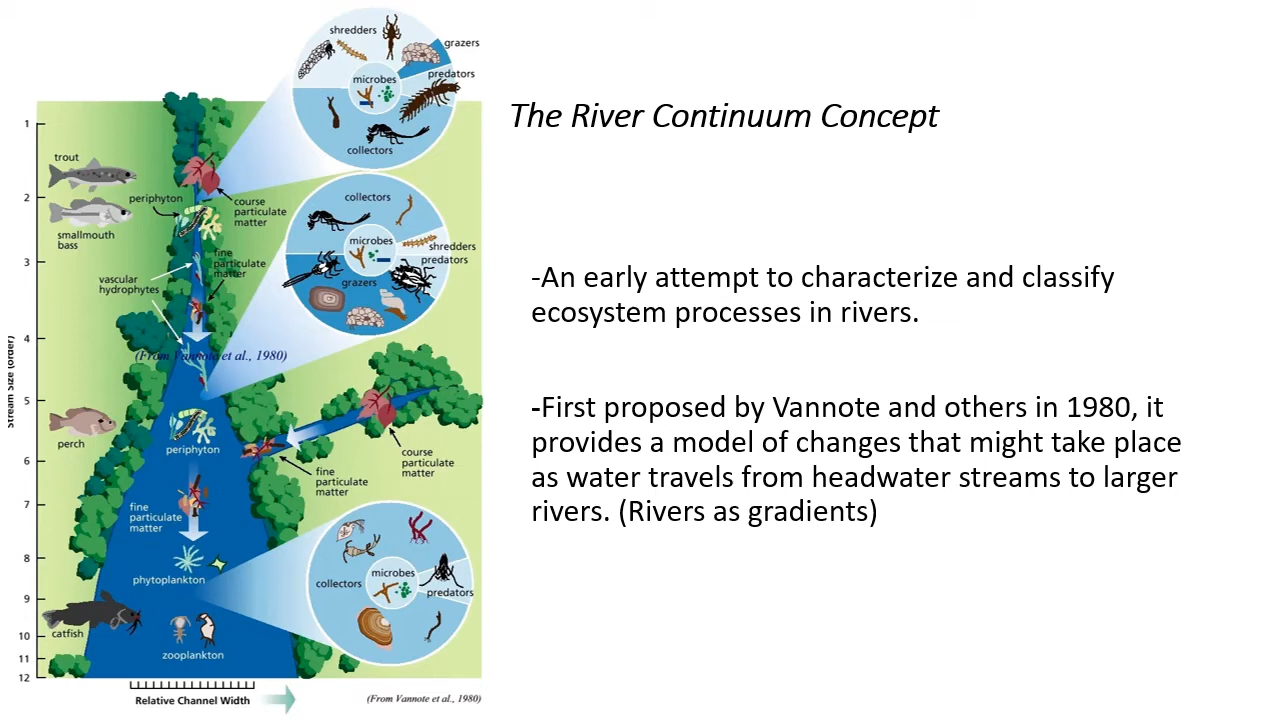 shredders
grazers
microbes
predators
collectors
The River Continuum Concept
1
trout
periphyton
course
particulate
matter
2
smallmouth
bass
collectors
microbes
shredders
predators
grazers
fine
particulate
matter
3
vascular
hydrophytes
-An early attempt to characterize and classify
ecosystem processes in rivers.
4
(From Vannote et al., 1980)
Stream Size (order)
5
perch
periphyton
-First proposed by Vannote and others in 1980, it
provides a model of changes that might take place
as water travels from headwater streams to larger
rivers. (Rivers as gradients)
course
particulate
matter
6
fine
particulate
matter
7
fine
particulate
matter
8
phytoplankton
collectors
microbes
predators
9
catfish
10
zooplankton
11
12
Relative Channel Width
(From Vannote et al., 1980)